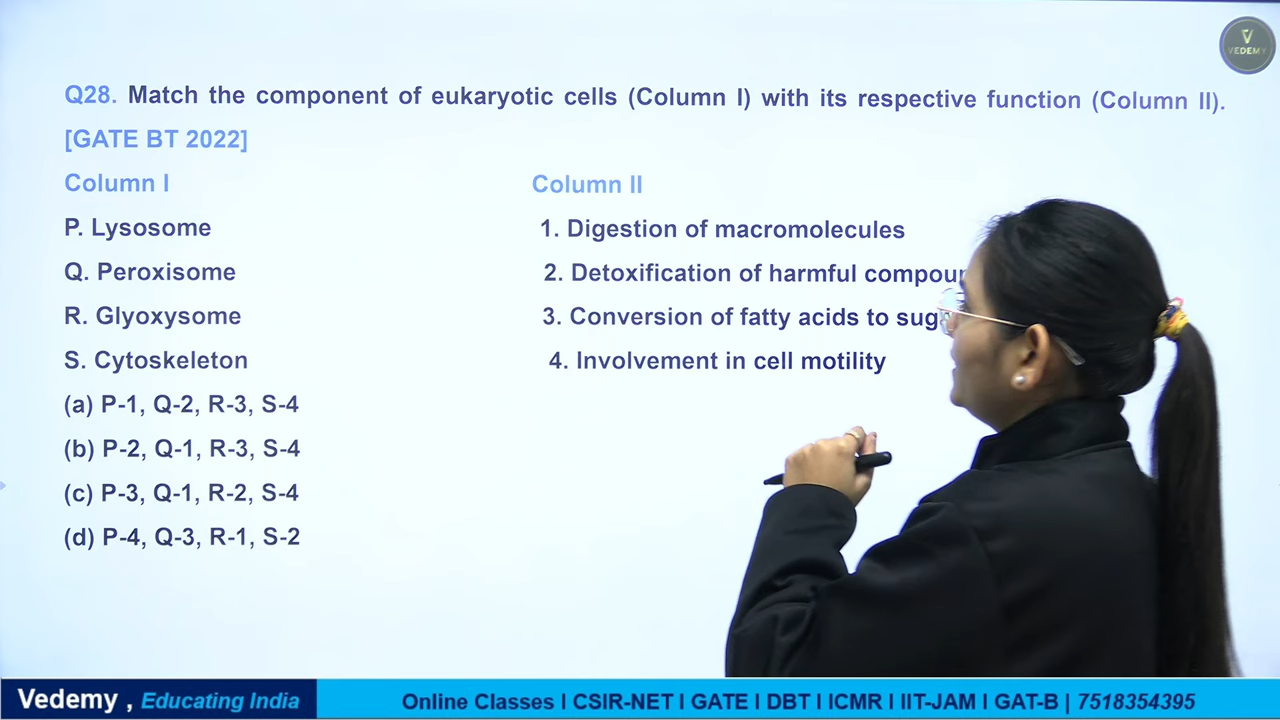 VEDEMY
Q28. Match the component of eukaryotic cells (Column I) with its respective function (Column II).
[GATE BT 2022]
Column I
Column II
P. Lysosome
1. Digestion of macromolecules
Q. Peroxisome
2. Detoxification of harmful
R. Glyoxysome
3. Conversion of fatty acids to
S. Cytoskeleton
4. Involvement in cell motility
(a) P-1, Q-2, R-3, S-4
(b) P-2, Q-1, R-3, S-4
(c) P-3, Q-1, R-2, S-4
(d) P-4, Q-3, R-1, S-2
Vedemy , Educating India
Online Classes I CSIR-NET I GATE I DBT I ICMR I IIT-JAM I GAT-B | 7518354395